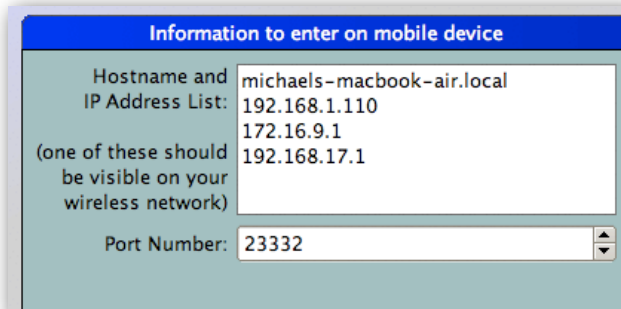 Information to enter on mobile device
Hostname and
IP Address List:
(one of these should
be visible on your
wireless network)
michaels-macbook-air.local
192.168.1.110
172.16.9.1
192.168.17.1
Port Number:
23332